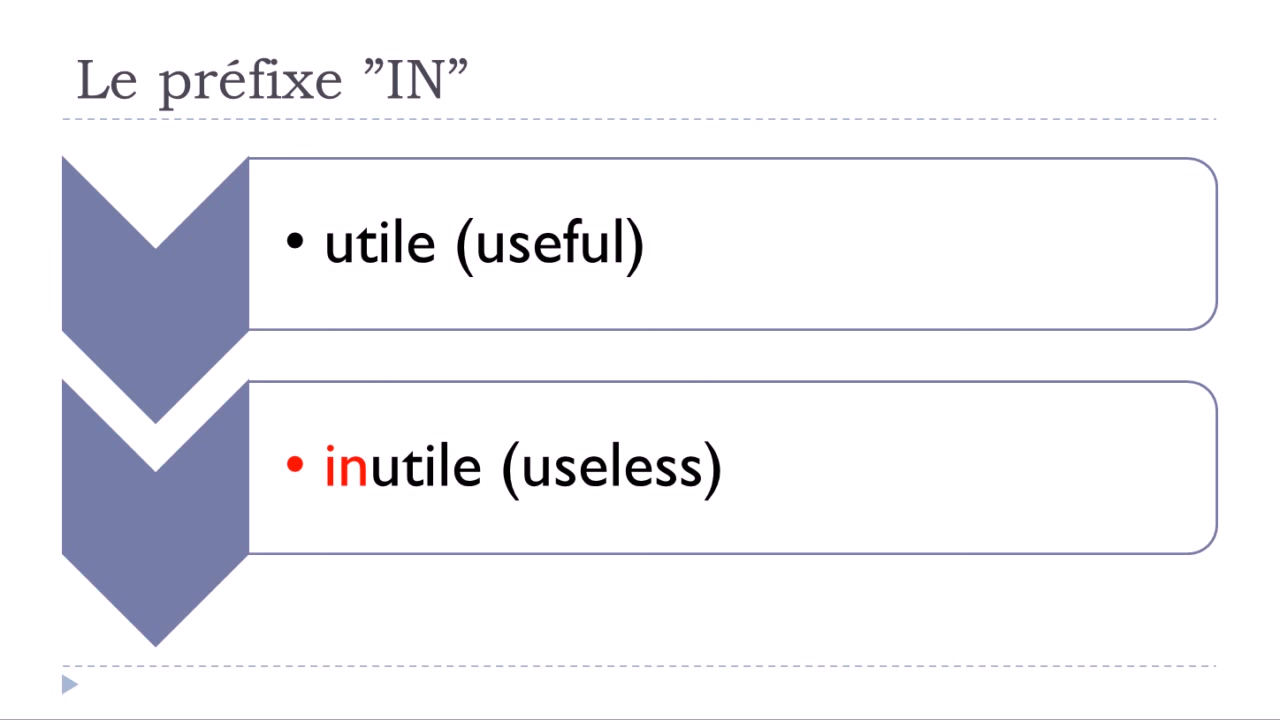 Le préfixe ”IN”
• utile (useful)
• inutile (useless)